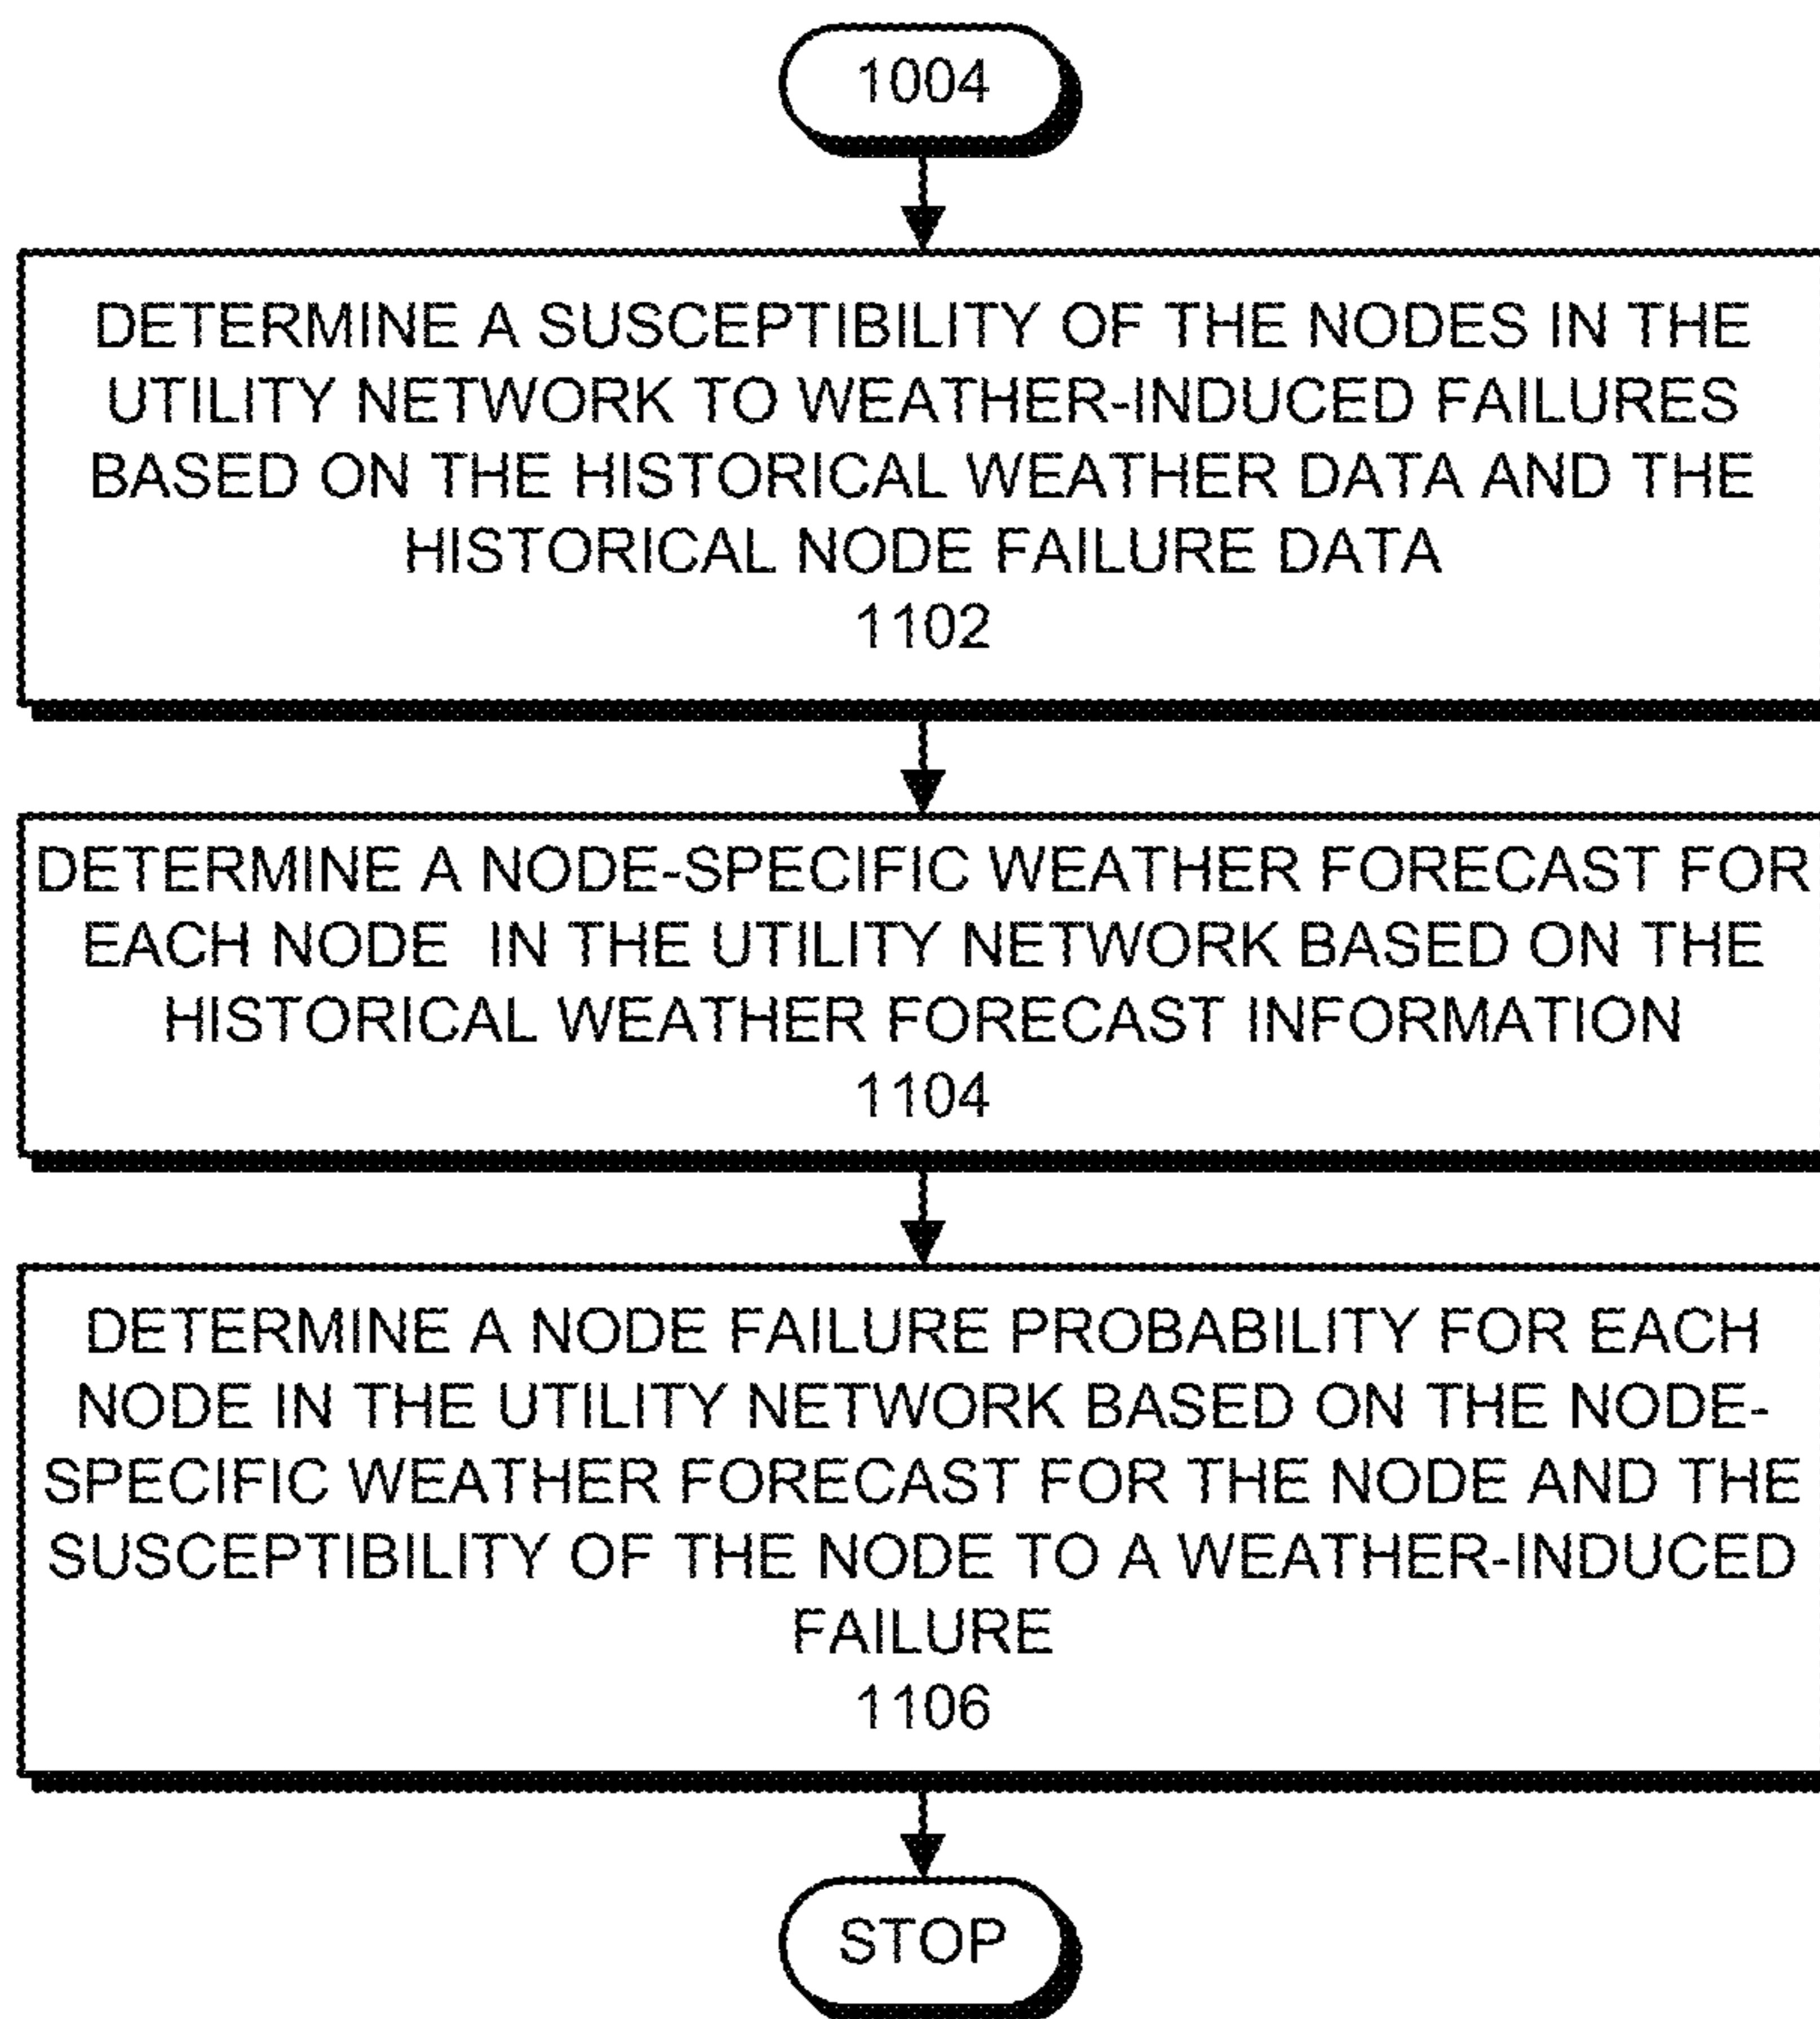 1004
DETERMINE A SUSCEPTIBILITY OF THE NODES IN THE
UTILITY NETWORK TO WEATHER-INDUCED FAILURES
BASED ON THE HISTORICAL WEATHER DATA AND THE
HISTORICAL NODE FAILURE DATA
1102
DETERMINE A NODE-SPECIFIC WEATHER FORECAST FOR
EACH NODE IN THE UTILITY NETWORK BASED ON THE
HISTORICAL WEATHER FORECAST INFORMATION
1104
DETERMINE A NODE FAILURE PROBABILITY FOR EACH
NODE IN THE UTILITY NETWORK BASED ON THE NODE-
SPECIFIC WEATHER FORECAST FOR THE NODE AND THE
SUSCEPTIBILITY OF THE NODE TO A WEATHER-INDUCED
FAILURE
1106
STOP